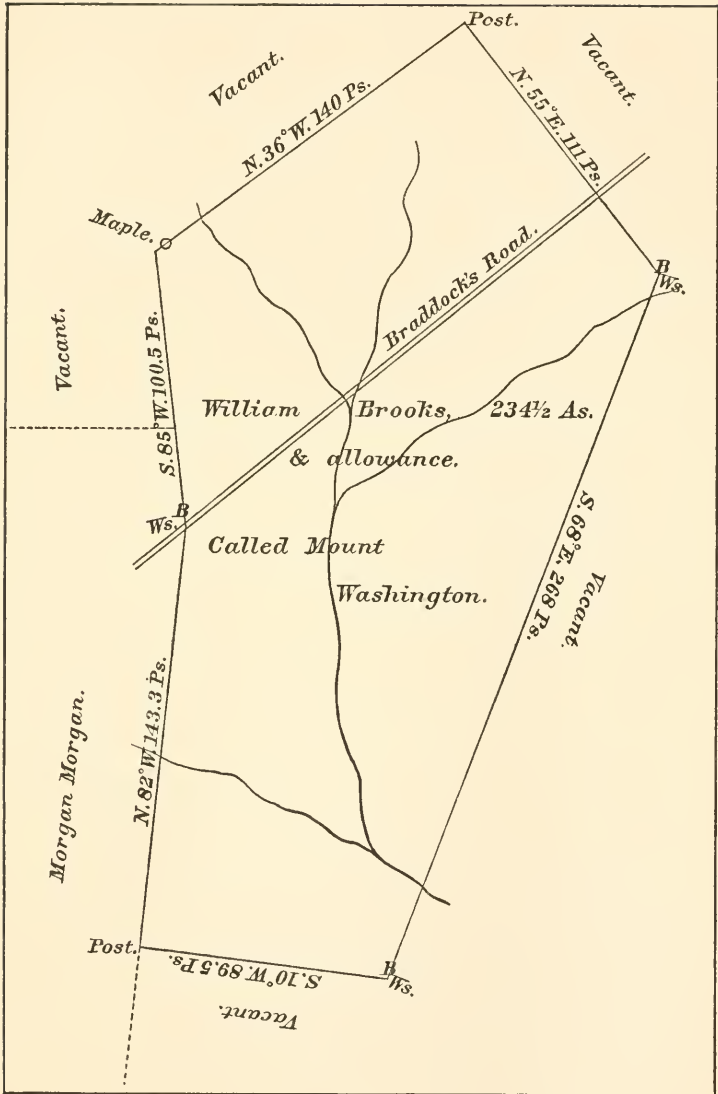 Post.
Vacant.
Vacant.
N. 55° E. 111 Ps.
N. 36° W. 140 Ps.
Maple.
B
Ws.
Braddock's Road.
Vacant.
S. 85° W. 100.5 Ps.
William Brooks, 234½ As.
& allowance.
B
Ws.
Called Mount
Washington.
S. 68° E. 268 Ps.
Vacant.
N. 82° W. 143.3 Ps.
Morgan Morgan.
Post.
S. 10° W. 89.5 Ps.
B
Ws.
Vacant.